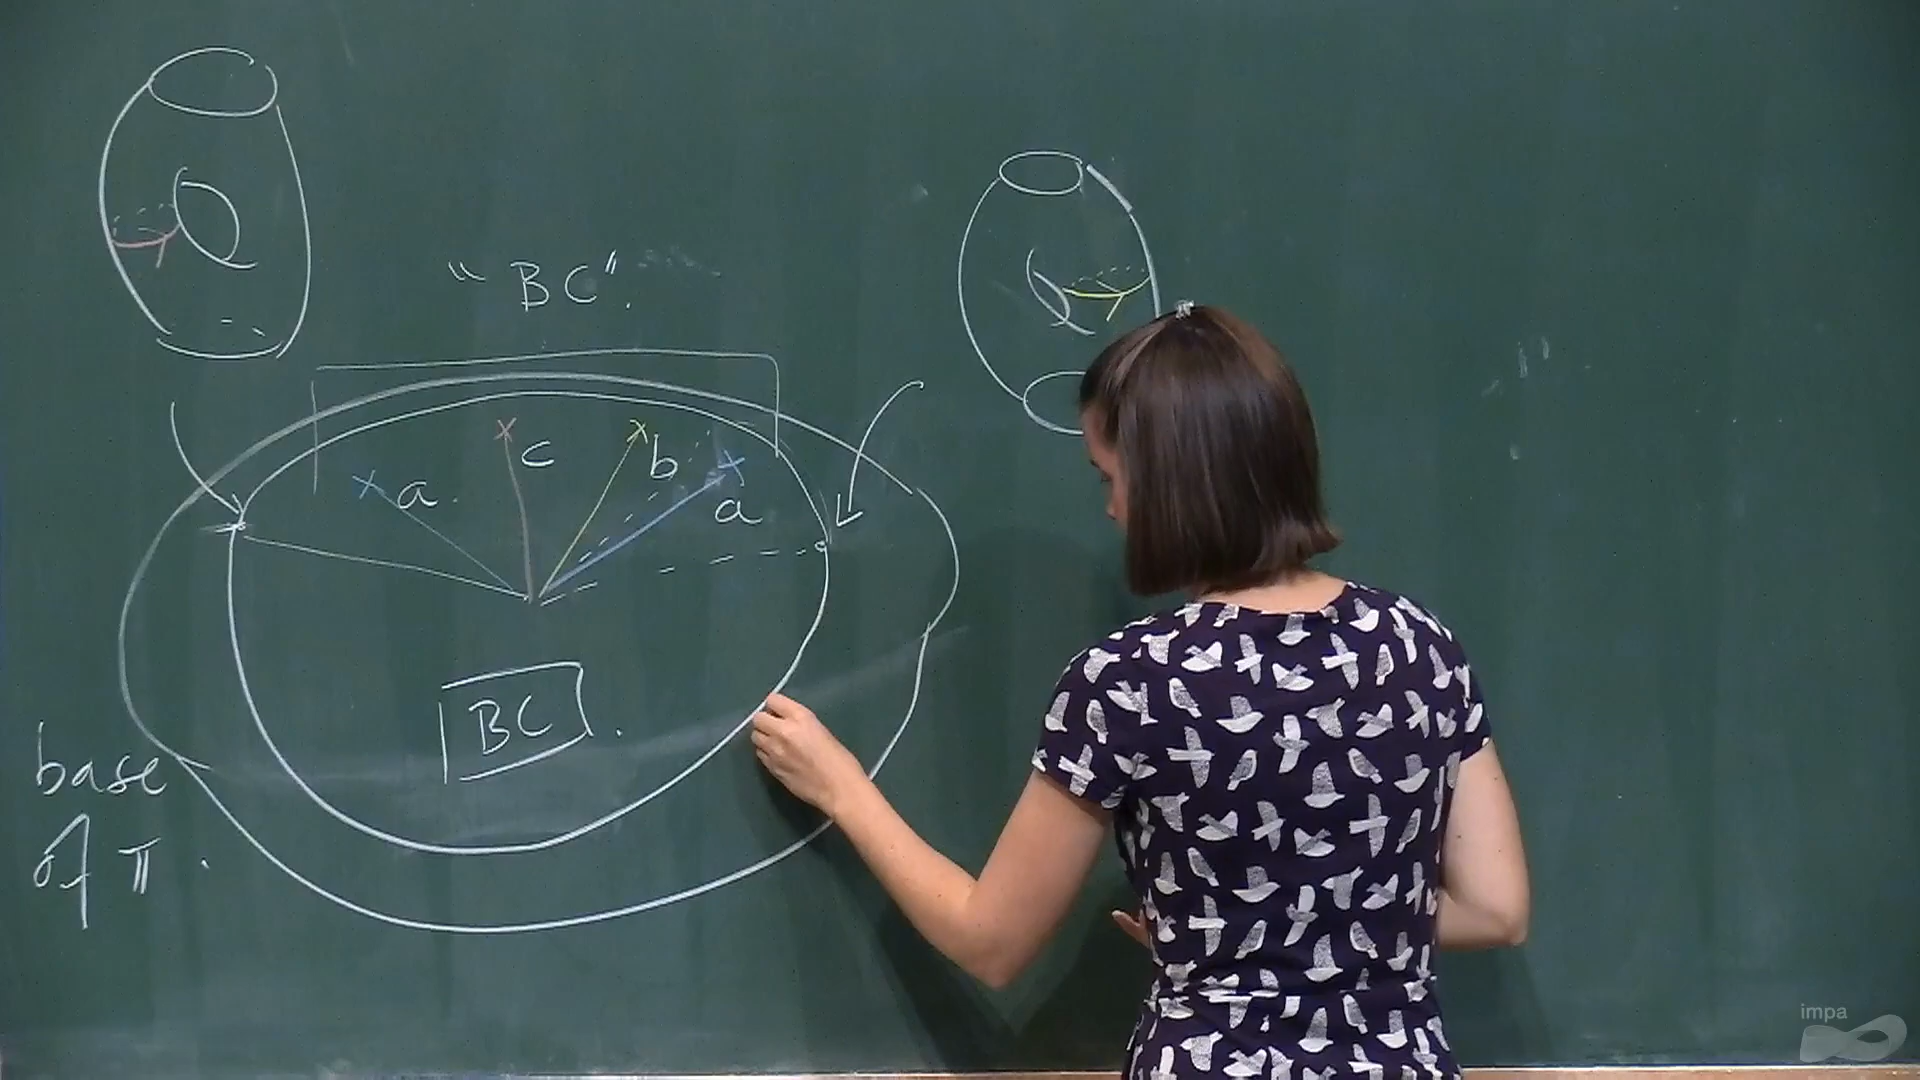 "BC".
a.
c
b
a
BC.
base
of π.
impa